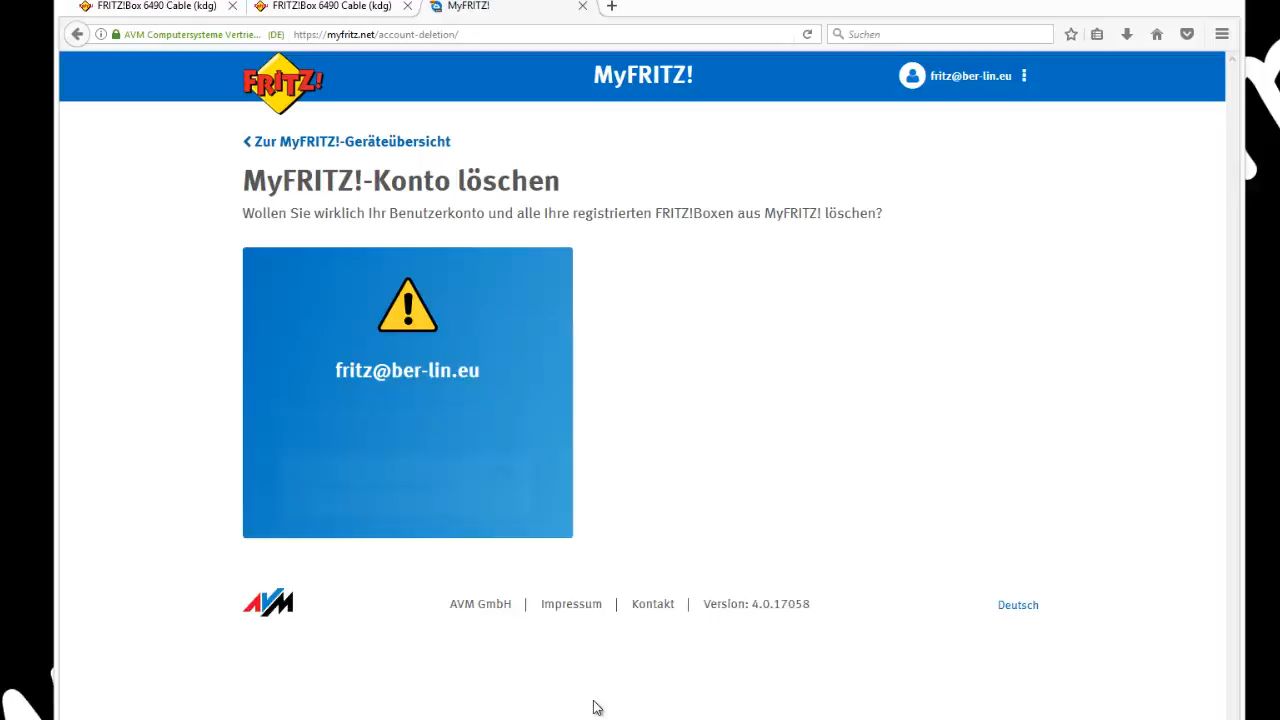 FRITZ!Box 6490 Cable (kdg)
FRITZ!Box 6490 Cable (kdg)
MyFRITZ!
AVM Computersysteme Vertrie... (DE)
https://myfritz.net/account-deletion/
Suchen
FRITZ!
MyFRITZ!
fritz@ber-lin.eu
Zur MyFRITZ!-Geräteübersicht
MyFRITZ!-Konto löschen
Wollen Sie wirklich Ihr Benutzerkonto und alle Ihre registrierten FRITZ!Boxen aus MyFRITZ! löschen?
fritz@ber-lin.eu
AVM
AVM GmbH | Impressum | Kontakt | Version: 4.0.17058
Deutsch